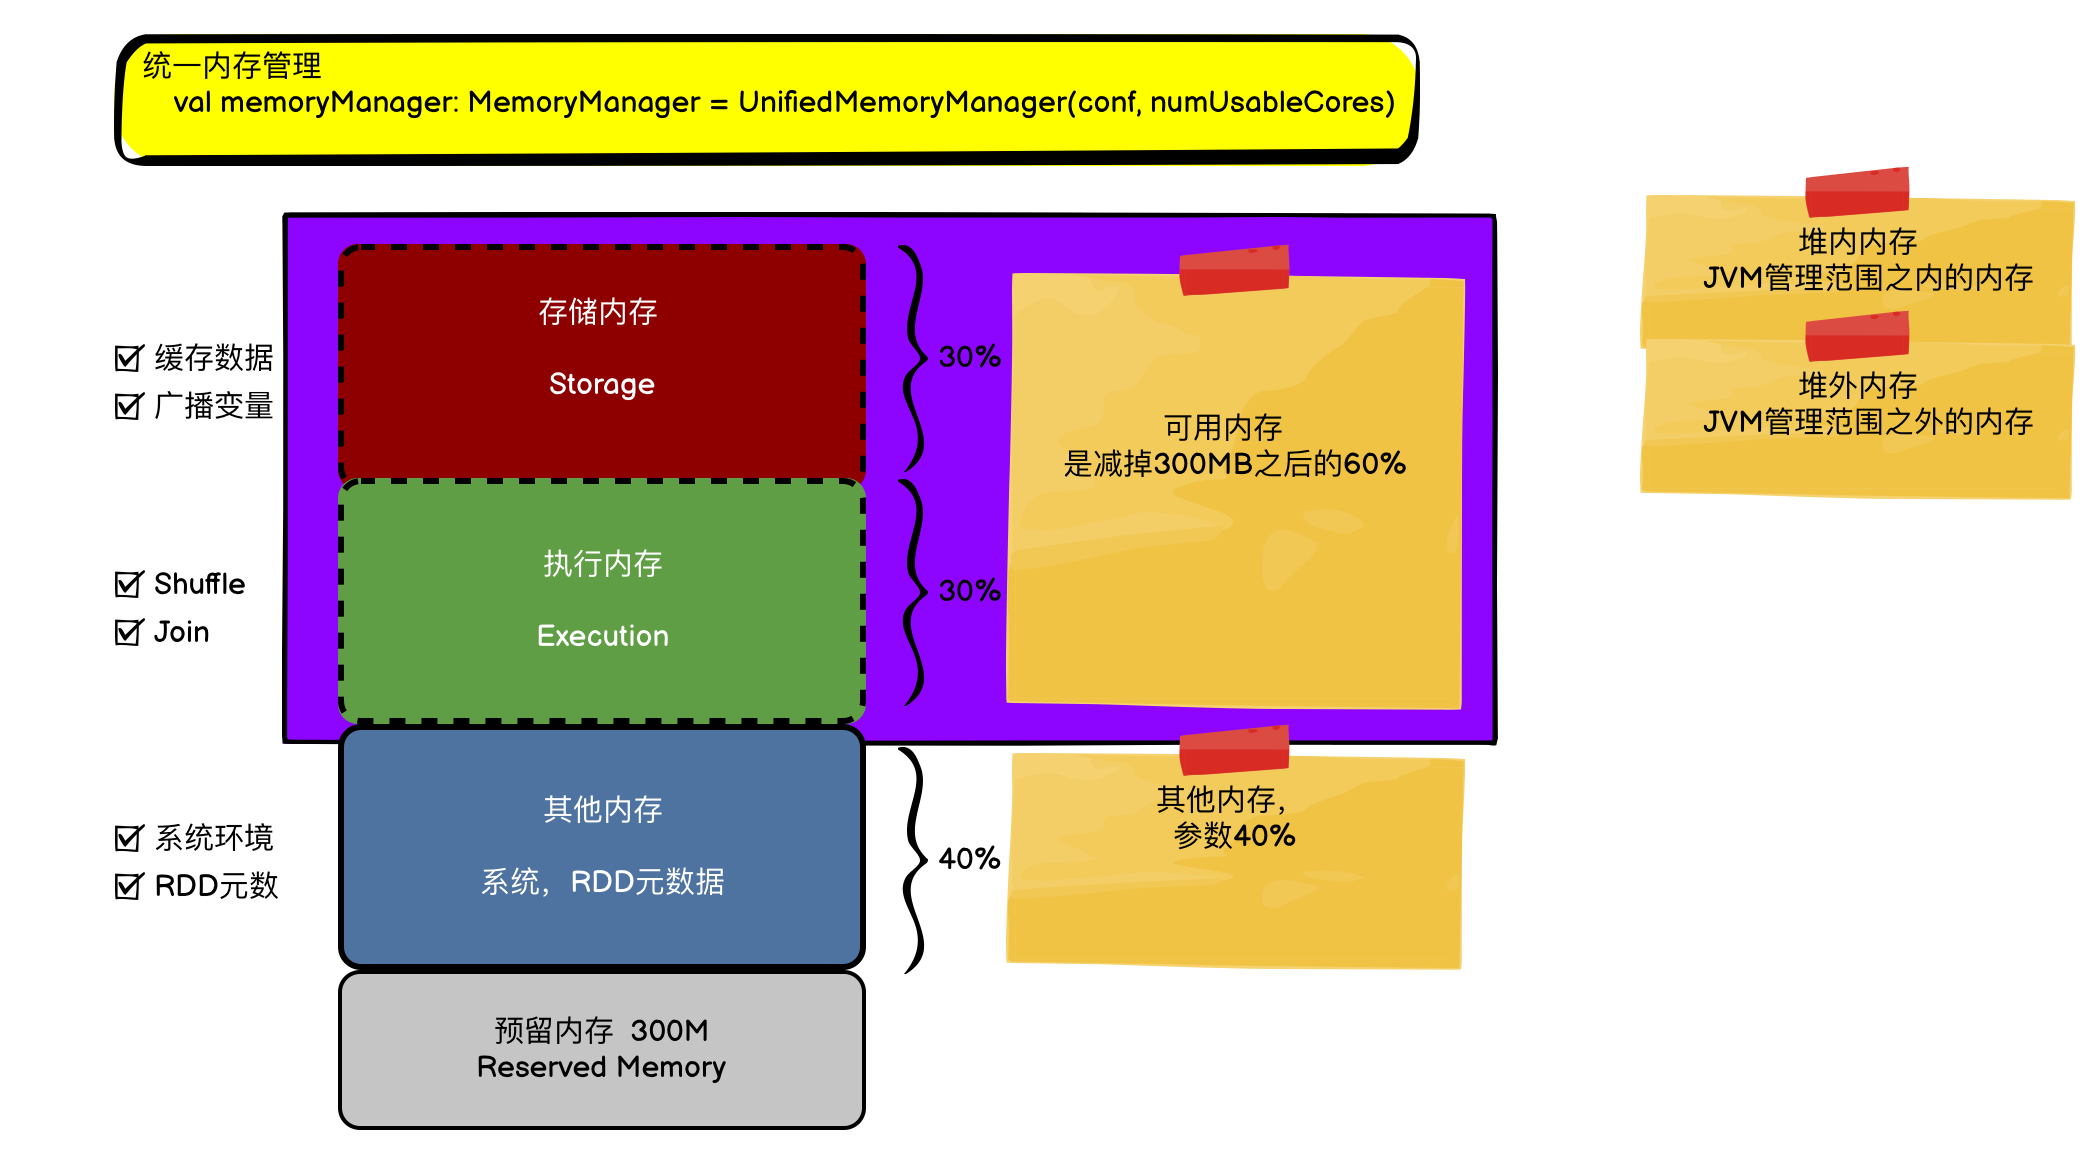 统一内存管理
val memoryManager: MemoryManager = UnifiedMemoryManager(conf, numUsableCores)
存储内存
Storage
缓存数据
广播变量
30%
可用内存
是减掉300MB之后的60%
堆内内存
JVM管理范围之内的内存
堆外内存
JVM管理范围之外的内存
执行内存
Execution
Shuffle
Join
30%
其他内存
系统，RDD元数据
系统环境
RDD元数
40%
其他内存，
参数40%
预留内存 300M
Reserved Memory